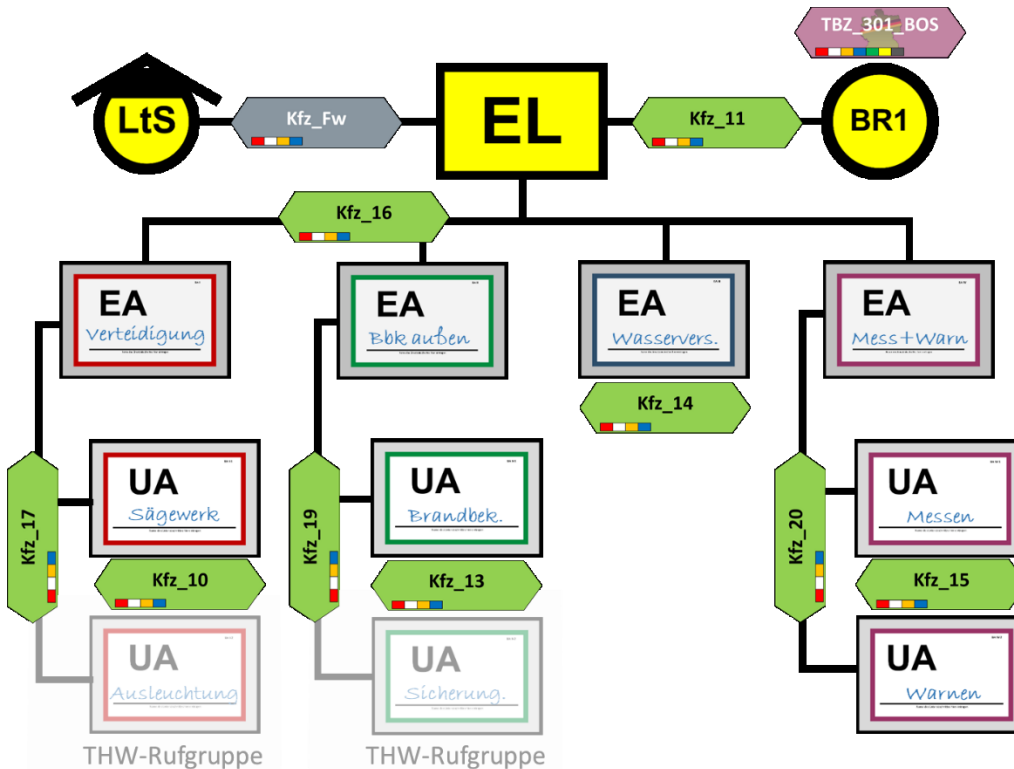 TBZ_301_BOS
LtS
Kfz_Fw
EL
Kfz_11
BR1
Kfz_16
EA
Verteidigung
EA
Bbk außen
EA
Wasservers.
EA
Mess+Warn
Kfz_14
Kfz_17
UA
Sägewerk
Kfz_19
UA
Brandbek.
Kfz_20
UA
Messen
Kfz_10
Kfz_13
Kfz_15
UA
Ausleuchtung
UA
Sicherung.
UA
Warnen
THW-Rufgruppe
THW-Rufgruppe